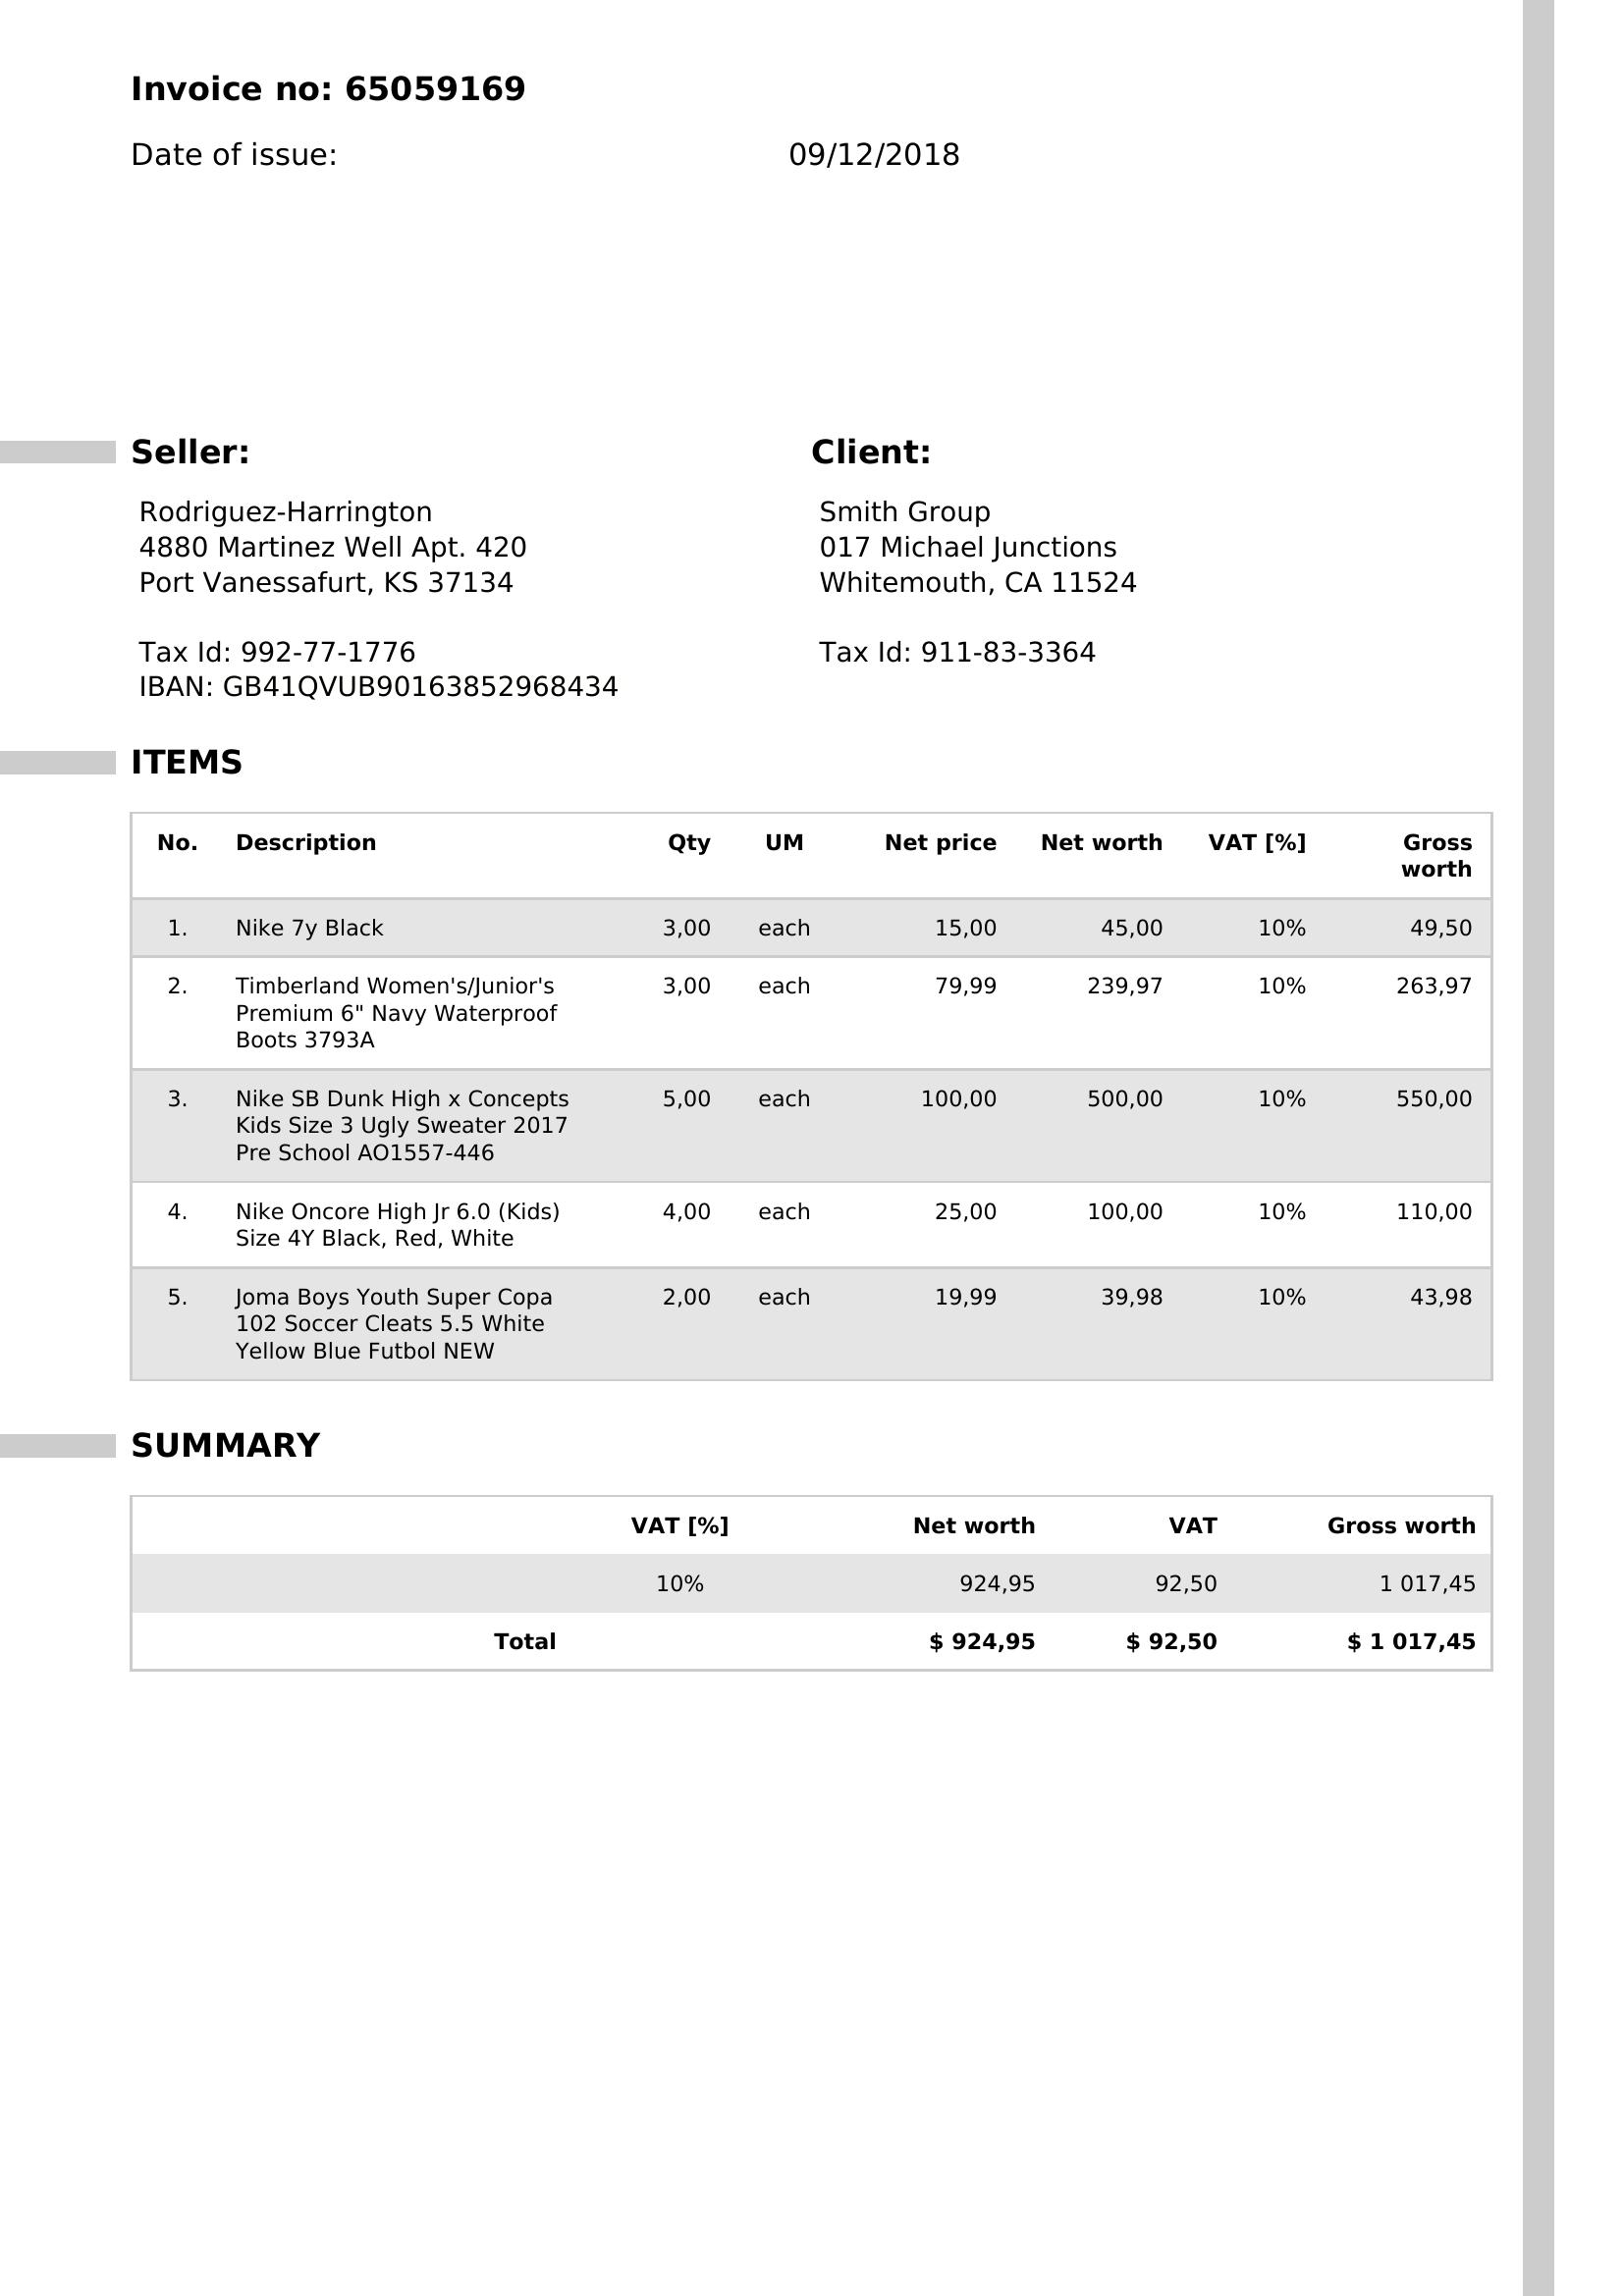 Invoice no: 65059169
Date of issue: 09/12/2018
Seller:
Rodriguez-Harrington
4880 Martinez Well Apt. 420
Port Vanessafurt, KS 37134
Tax Id: 992-77-1776
IBAN: GB41QVUB90163852968434
Client:
Smith Group
017 Michael Junctions
Whitemouth, CA 11524
Tax Id: 911-83-3364
ITEMS
No. Description Qty UM Net price Net worth VAT [%] Gross
worth
1. Nike 7y Black 3,00 each 15,00 45,00 10% 49,50
2. Timberland Women's/Junior's 3,00 each 79,99 239,97 10% 263,97
Premium 6" Navy Waterproof
Boots 3793A
3. Nike SB Dunk High x Concepts 5,00 each 100,00 500,00 10% 550,00
Kids Size 3 Ugly Sweater 2017
Pre School AO1557-446
4. Nike Oncore High Jr 6.0 (Kids) 4,00 each 25,00 100,00 10% 110,00
Size 4Y Black, Red, White
5. Joma Boys Youth Super Copa 2,00 each 19,99 39,98 10% 43,98
102 Soccer Cleats 5.5 White
Yellow Blue Futbol NEW
SUMMARY
VAT [%] Net worth VAT Gross worth
10% 924,95 92,50 1 017,45
Total $ 924,95 $ 92,50 $ 1 017,45